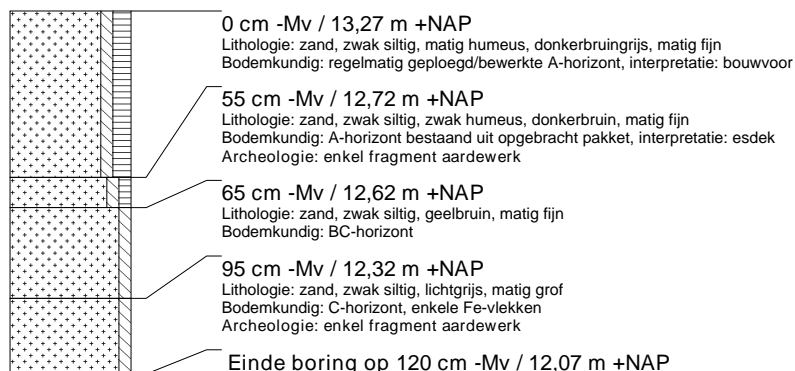 0 cm -Mv / 13,27 m +NAP
Lithologie: zand, zwak siltig, matig humeus, donkerbruingrijs, matig fijn
Bodemkundig: regelmatig geploegd/bewerkte A-horizont, interpretatie: bouwvoor
55 cm -Mv / 12,72 m +NAP
Lithologie: zand, zwak siltig, zwak humeus, donkerbruin, matig fijn
Bodemkundig: A-horizont bestaand uit opgebracht pakket, interpretatie: esdek
Archeologie: enkel fragment aardewerk
65 cm -Mv / 12,62 m +NAP
Lithologie: zand, zwak siltig, geelbruin, matig fijn
Bodemkundig: BC-horizont
95 cm -Mv / 12,32 m +NAP
Lithologie: zand, zwak siltig, lichtgrijs, matig grof
Bodemkundig: C-horizont, enkele Fe-vlekken
Archeologie: enkel fragment aardewerk
Einde boring op 120 cm -Mv / 12,07 m +NAP